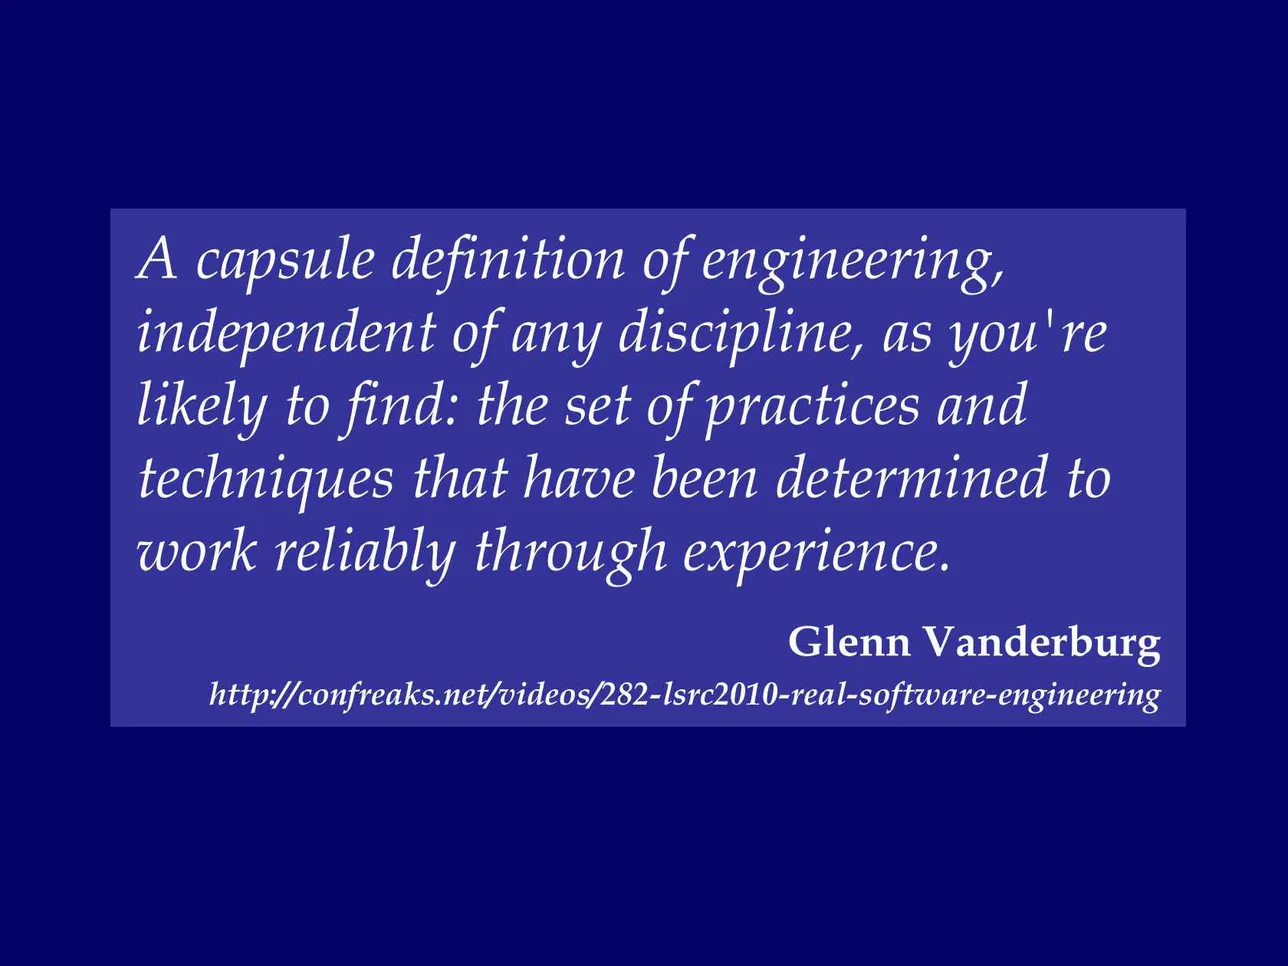 A capsule definition of engineering,
independent of any discipline, as you're
likely to find: the set of practices and
techniques that have been determined to
work reliably through experience.
Glenn Vanderburg
http://confreaks.net/videos/282-lsrc2010-real-software-engineering